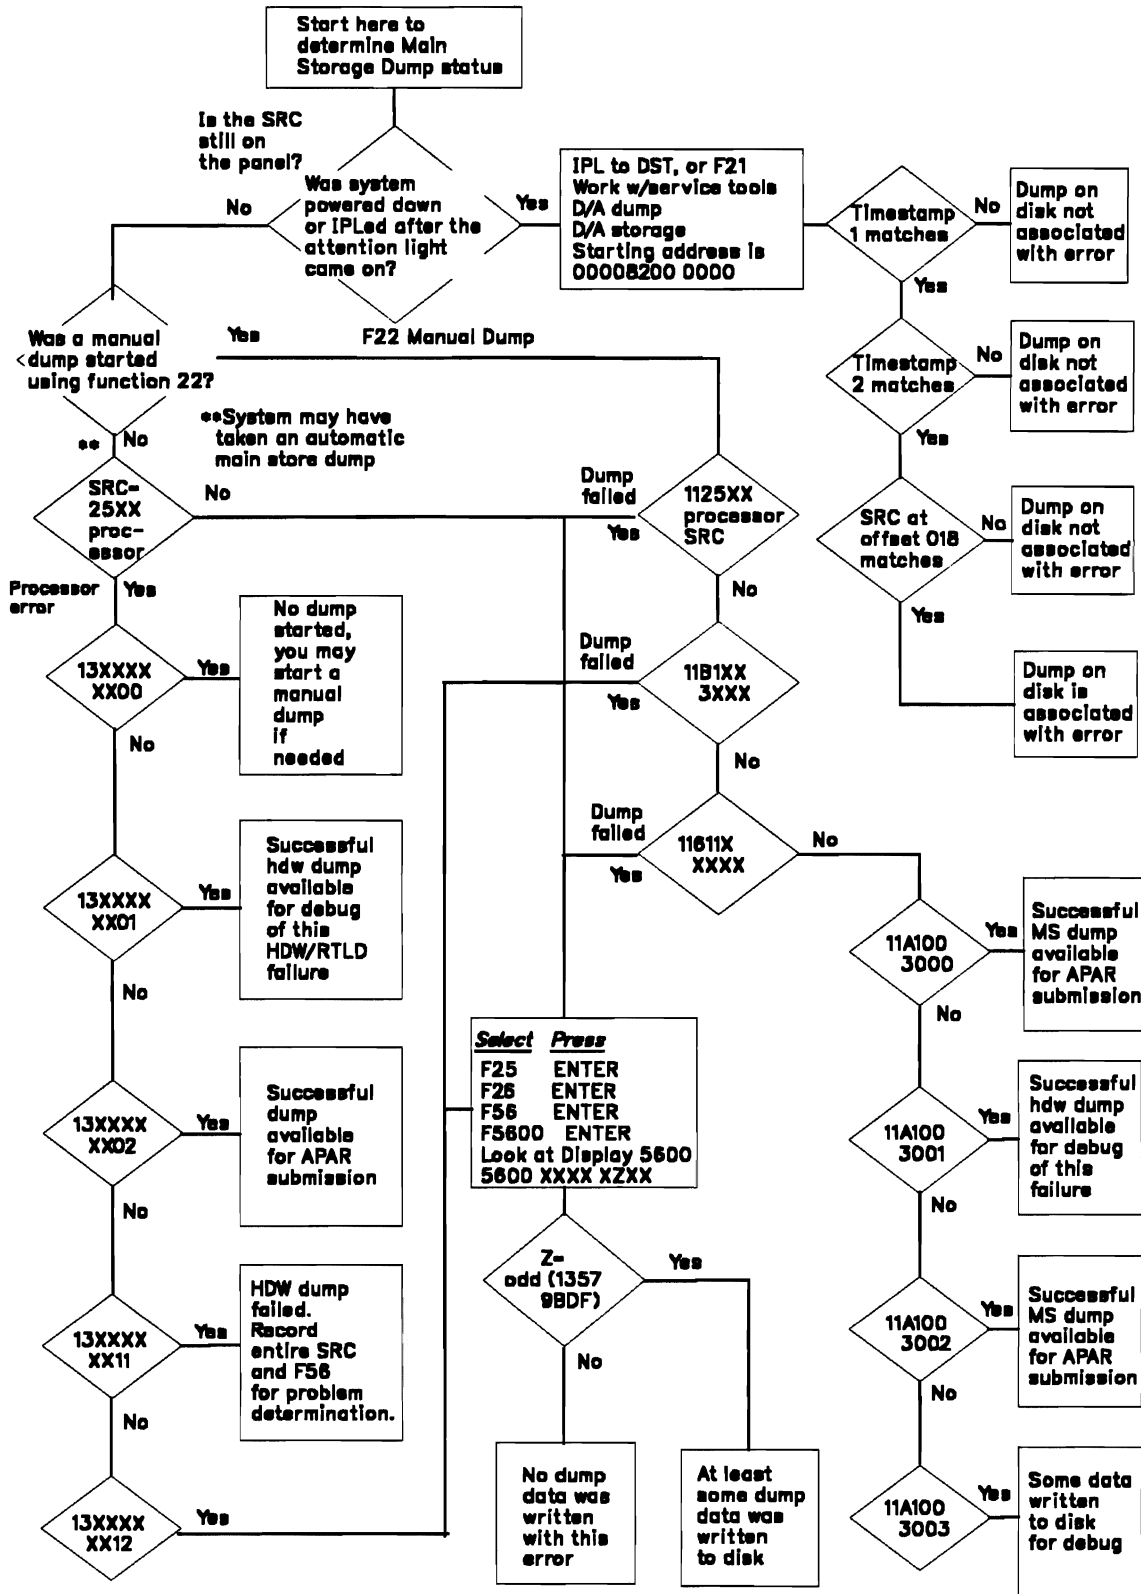 Start here to
determine Main
Storage Dump status
Is the SRC
still on
the panel?
Was system
powered down
or IPLed after the
attention light
came on?
No
Yes
IPL to DST, or F21
Work w/service tools
D/A dump
D/A storage
Starting address is
00008200 0000
Timestamp
1 matches
No
Dump on
disk not
associated
with error
Yes
Timestamp
2 matches
No
Dump on
disk not
associated
with error
Yes
SRC at
offset 018
matches
No
Dump on
disk not
associated
with error
Yes
Dump on
disk is
associated
with error
Was a manual
dump started
using function 22?
Yes
F22 Manual Dump
** No
**System may have
taken an automatic
main store dump
SRC=
25XX
proc-
essor
No
Processor
error
Yes
Dump
failed
Yes
1125XX
processor
SRC
No
Dump
failed
Yes
11B1XX
3XXX
No
Dump
failed
Yes
11611X
XXXX
No
13XXXX
XX00
Yes
No dump
started,
you may
start a
manual
dump
if
needed
No
13XXXX
XX01
Yes
Successful
hdw dump
available
for debug
of this
HDW/RTLD
failure
No
13XXXX
XX02
Yes
Successful
dump
available
for APAR
submission
No
13XXXX
XX11
Yes
HDW dump
failed.
Record
entire SRC
and F56
for problem
determination.
No
13XXXX
XX12
Yes
Select Press
F25 ENTER
F26 ENTER
F56 ENTER
F5600 ENTER
Look at Display 5600
5600 XXXX XZXX
Z=
odd (1357
9BDF)
Yes
No
No dump
data was
written
with this
error
At least
some dump
data was
written
to disk
11A100
3000
Yes
Successful
MS dump
available
for APAR
submission
No
11A100
3001
Yes
Successful
hdw dump
available
for debug
of this
failure
No
11A100
3002
Yes
Successful
MS dump
available
for APAR
submission
No
11A100
3003
Yes
Some data
written
to disk
for debug